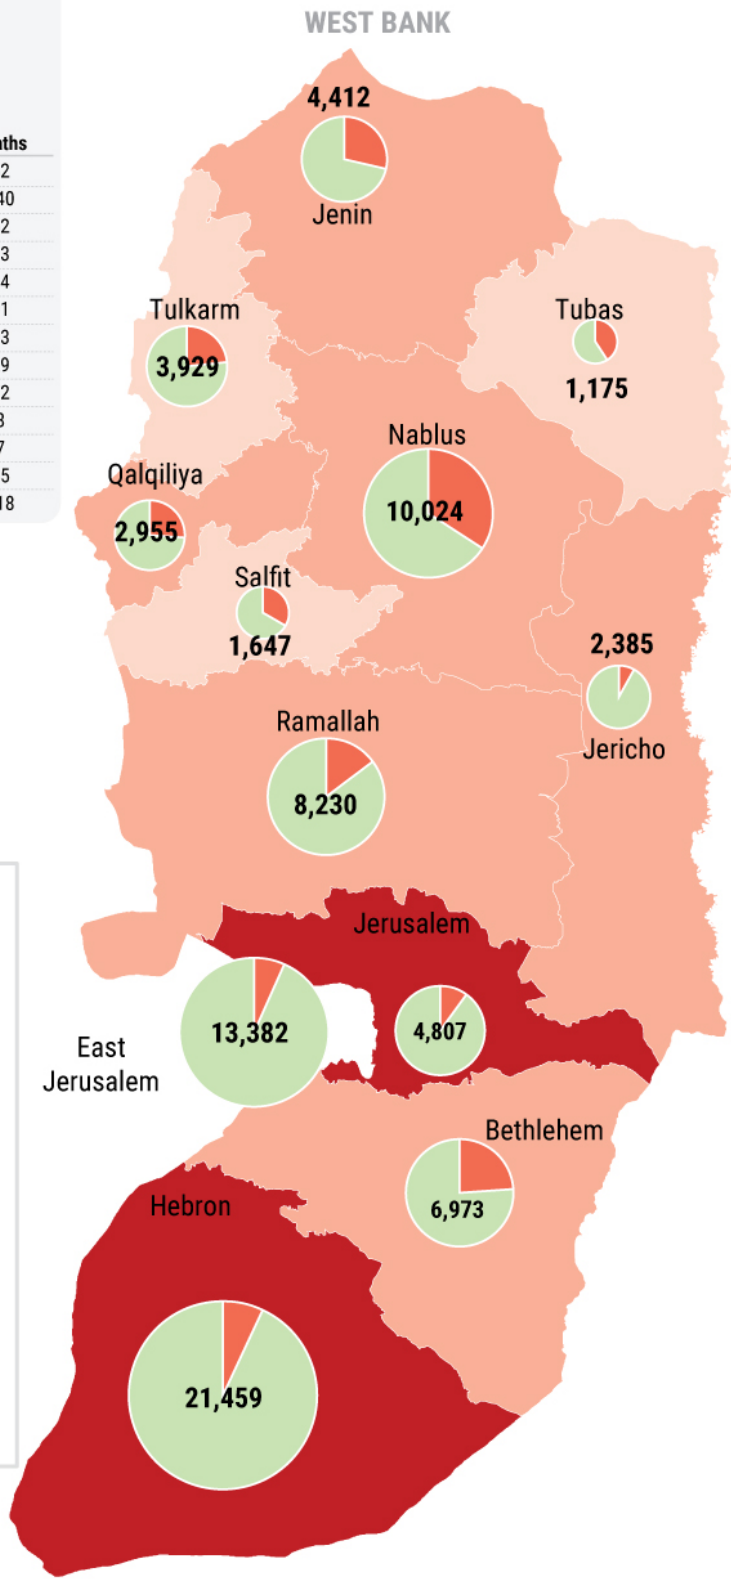 WEST BANK
4,412
Jenin
Tulkarm
3,929
Tubas
1,175
Nablus
10,024
Qalqiliya
2,955
Salfit
1,647
2,385
Jericho
Ramallah
8,230
Jerusalem
4,807
13,382
East
Jerusalem
Bethlehem
6,973
Hebron
21,459